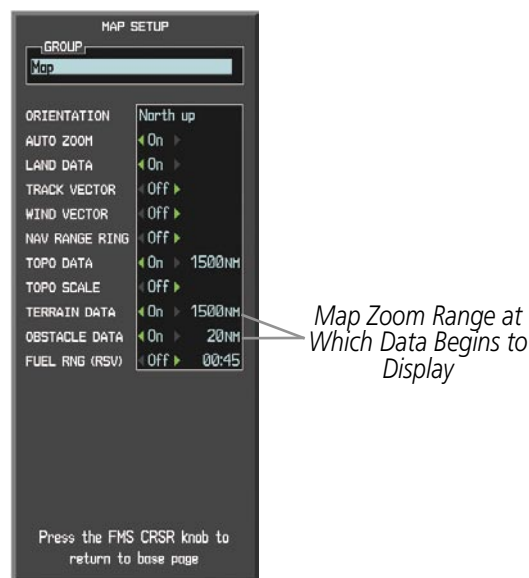 MAP SETUP
GROUP
Map
ORIENTATION North up
AUTO ZOOM On
LAND DATA On
TRACK VECTOR Off
WIND VECTOR Off
NAV RANGE RING Off
TOPO DATA On 1500NM
TOPO SCALE Off
TERRAIN DATA On 1500NM
OBSTACLE DATA On 20NM
FUEL RNG (RSV) Off 00:45
Map Zoom Range at
Which Data Begins to
Display
Press the FMS CRSR knob to
return to base page